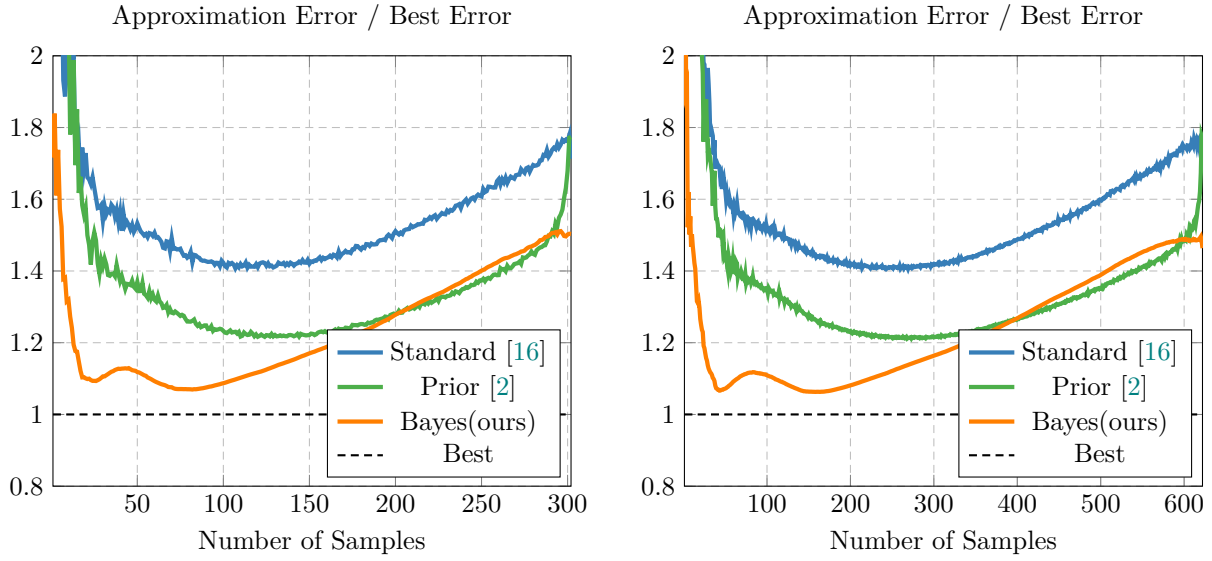 Approximation Error / Best Error
2
1.8
1.6
1.4
1.2
1
0.8
Standard [16]
Prior [2]
Bayes(ours)
Best
50 100 150 200 250 300
Number of Samples
Approximation Error / Best Error
2
1.8
1.6
1.4
1.2
1
0.8
Standard [16]
Prior [2]
Bayes(ours)
Best
100 200 300 400 500 600
Number of Samples